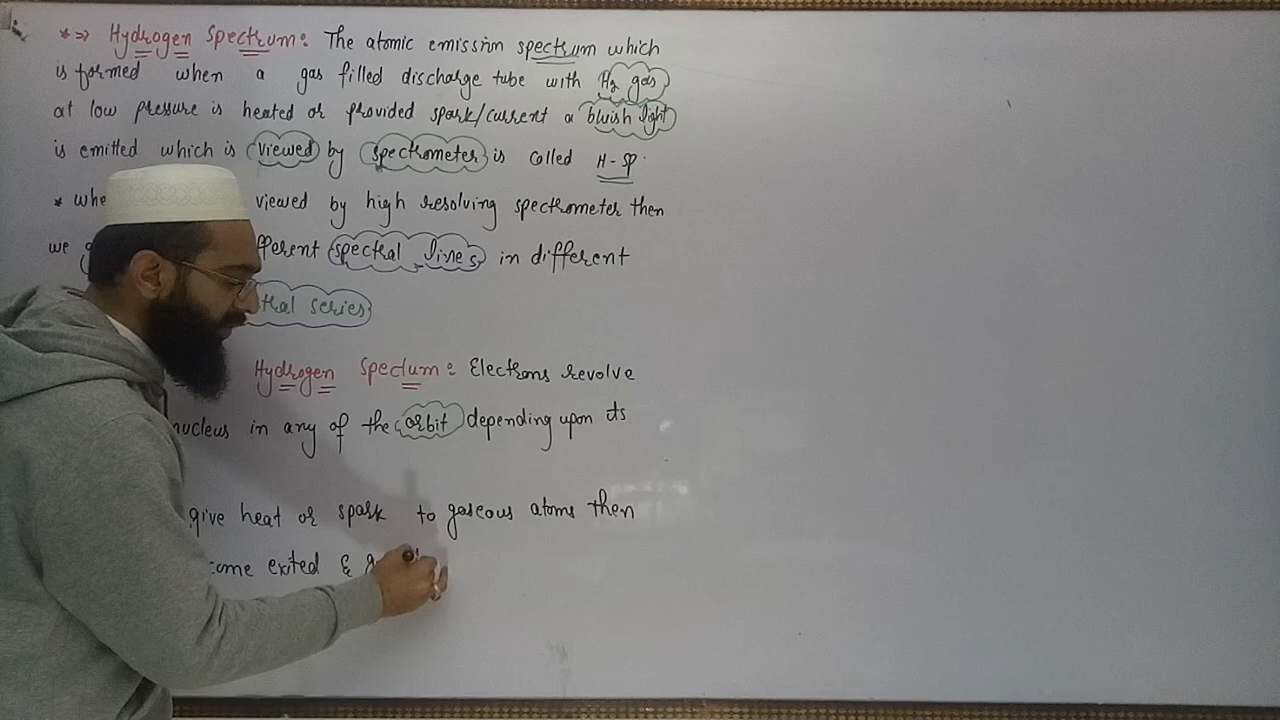 * ⇒ Hydrogen Spectrum: The atomic emission spectrum which
is formed when a gas filled discharge tube with H2 gas
at low pressure is heated or provided spark/current a bluish light
is emitted which is viewed by spectrometer is called H-Sp.
* whe viewed by high resolving spectrometer then
we fferent spectral lines in different
tral series
Hydrogen Spectum: Electrons revolve
nucleus in any of the orbit depending upon its
give heat or spark to gaseous atoms then
come exited &